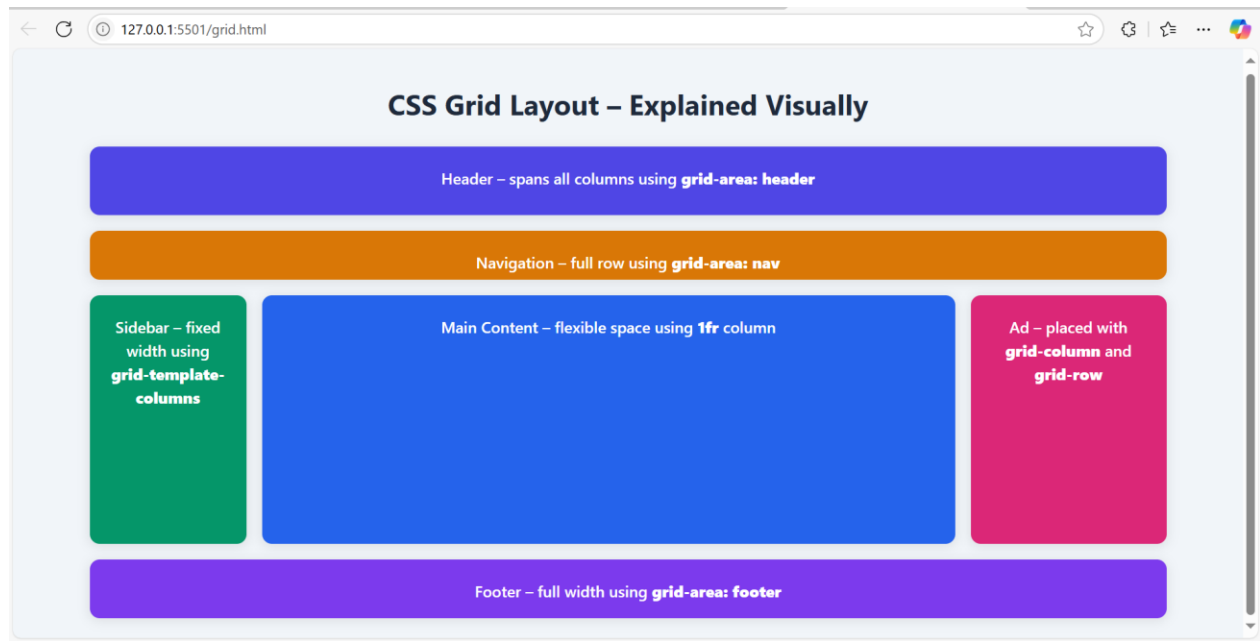 127.0.0.1:5501/grid.html
CSS Grid Layout – Explained Visually
Header – spans all columns using grid-area: header
Navigation – full row using grid-area: nav
Sidebar – fixed
width using
grid-template-
columns
Main Content – flexible space using 1fr column
Ad – placed with
grid-column and
grid-row
Footer – full width using grid-area: footer